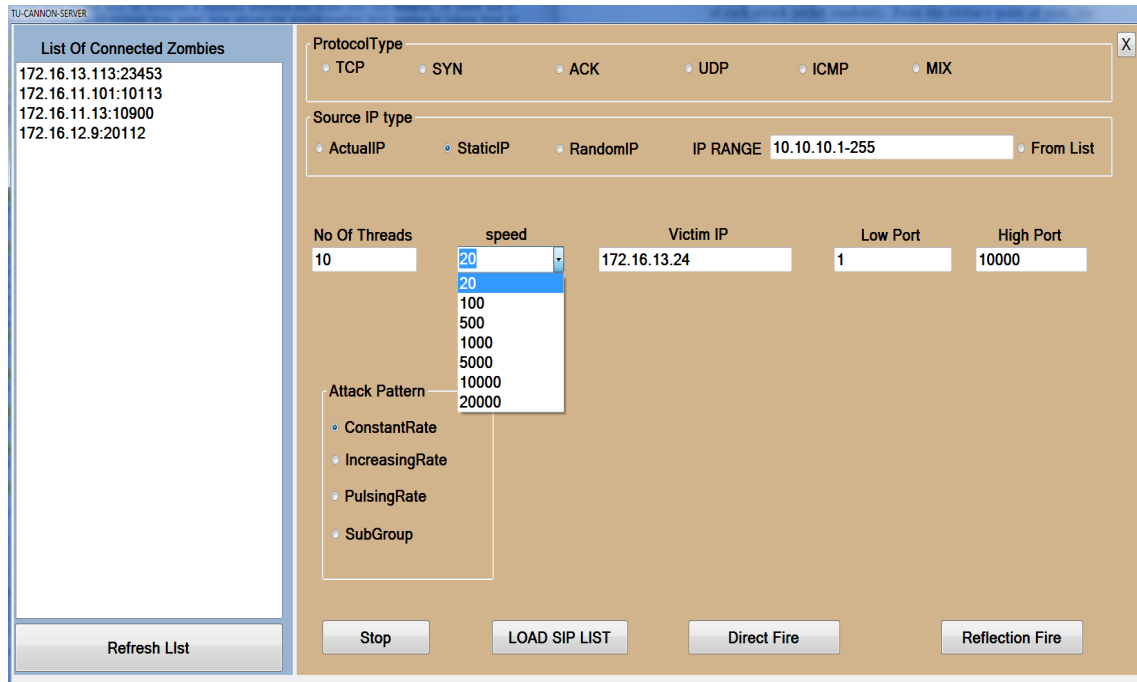 TU-CANNON-SERVER
List Of Connected Zombies
172.16.13.113:23453
172.16.11.101:10113
172.16.11.13:10900
172.16.12.9:20112
Refresh LIst
X
ProtocolType
TCP SYN ACK UDP ICMP MIX
Source IP type
ActualIP StaticIP RandomIP IP RANGE 10.10.10.1-255 From List
No Of Threads speed Victim IP Low Port High Port
10 20 172.16.13.24 1 10000
20
100
500
1000
5000
10000
20000
Attack Pattern
ConstantRate
IncreasingRate
PulsingRate
SubGroup
Stop LOAD SIP LIST Direct Fire Reflection Fire